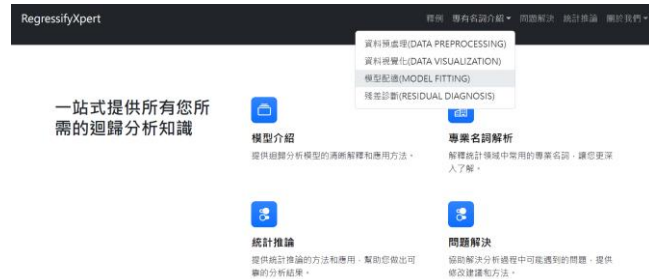 RegressifyXpert
釋例 專有名詞介紹 問題解決 統計推論 關於我們
資料預處理(DATA PREPROCESSING)
資料視覺化(DATA VISUALIZATION)
模型配適(MODEL FITTING)
殘差診斷(RESIDUAL DIAGNOSIS)
一站式提供所有您所
需的迴歸分析知識
模型介紹
提供迴歸分析模型的清晰解釋和應用方法。
專業名詞解析
解釋統計領域中常用的專業名詞,讓您更深
入了解。
統計推論
提供統計推論的方法和應用,幫助您做出可
靠的分析結果。
問題解決
協助解決分析過程中可能遇到的問題,提供
修改建議和方法。